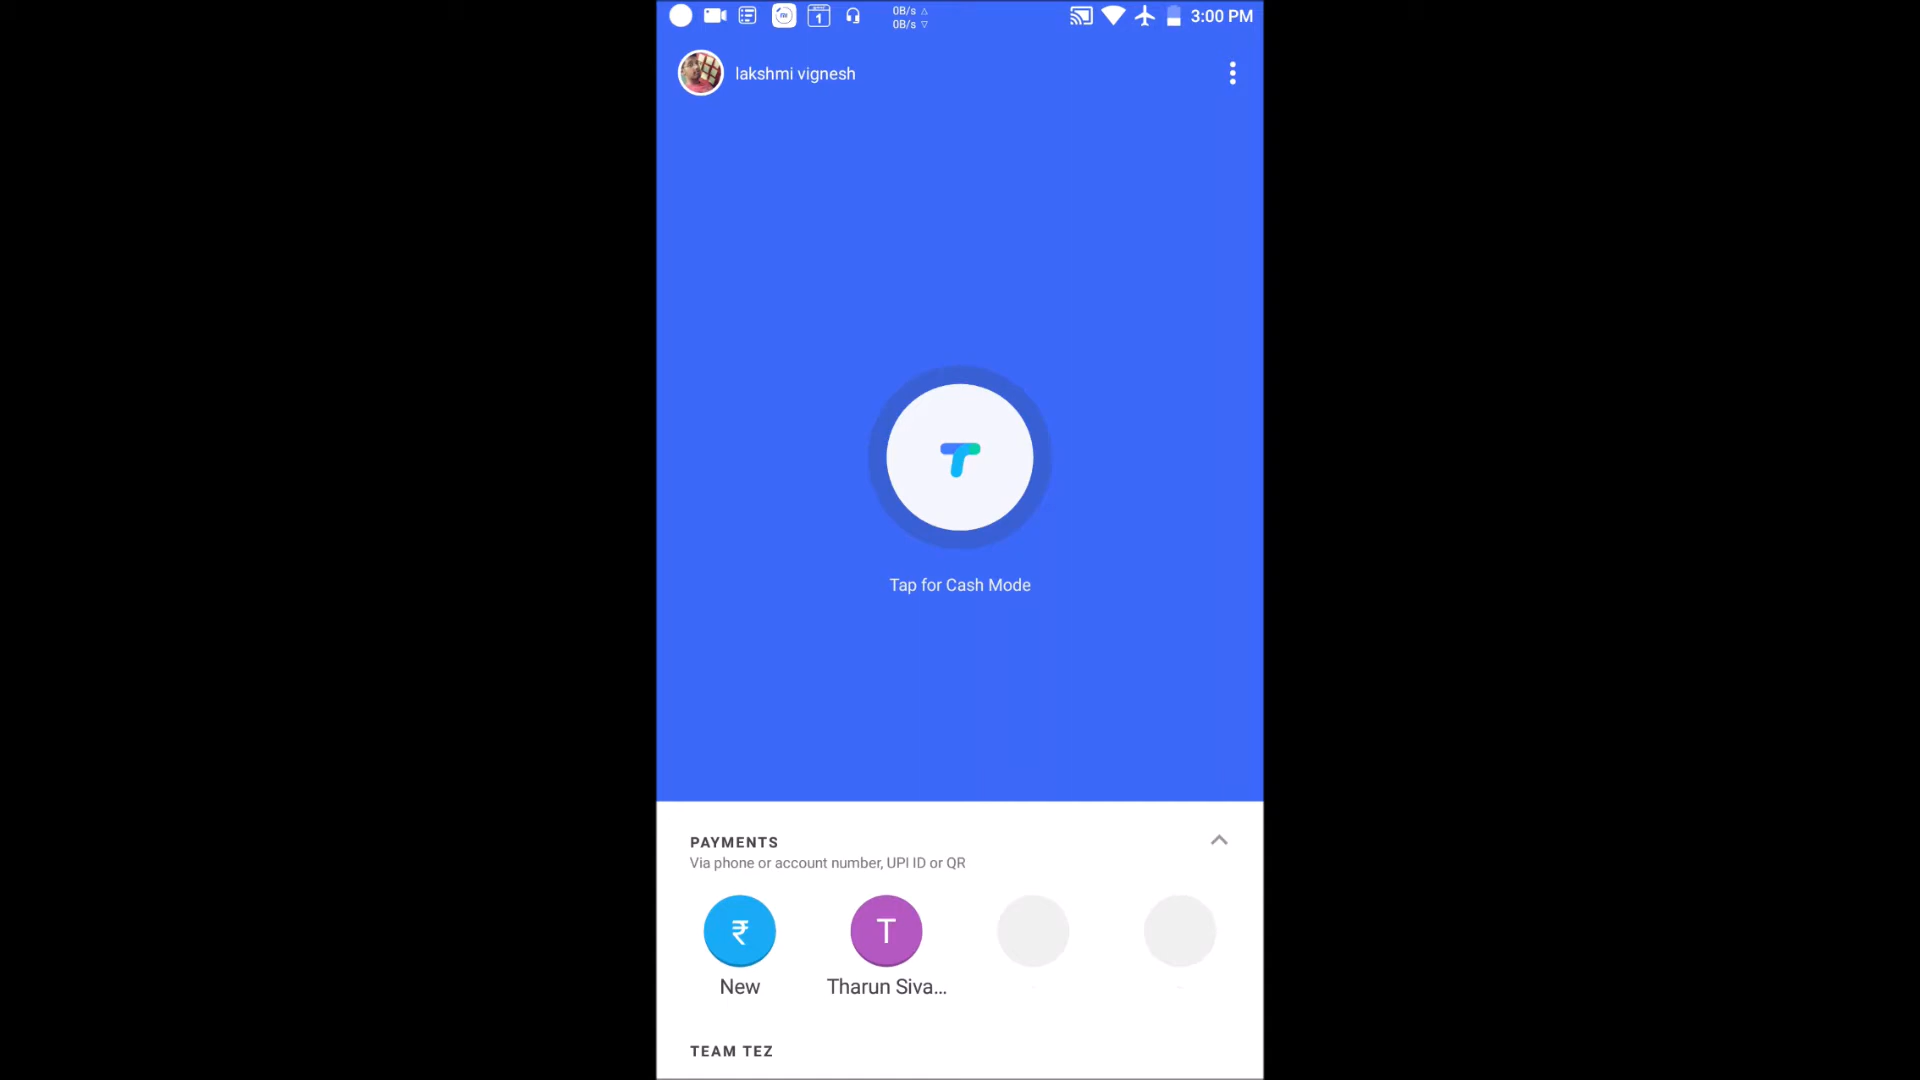 0B/s △
0B/s ▽
1
3:00 PM
lakshmi vignesh
Tap for Cash Mode
PAYMENTS
Via phone or account number, UPI ID or QR
₹
T
New
Tharun Siva...
TEAM TEZ